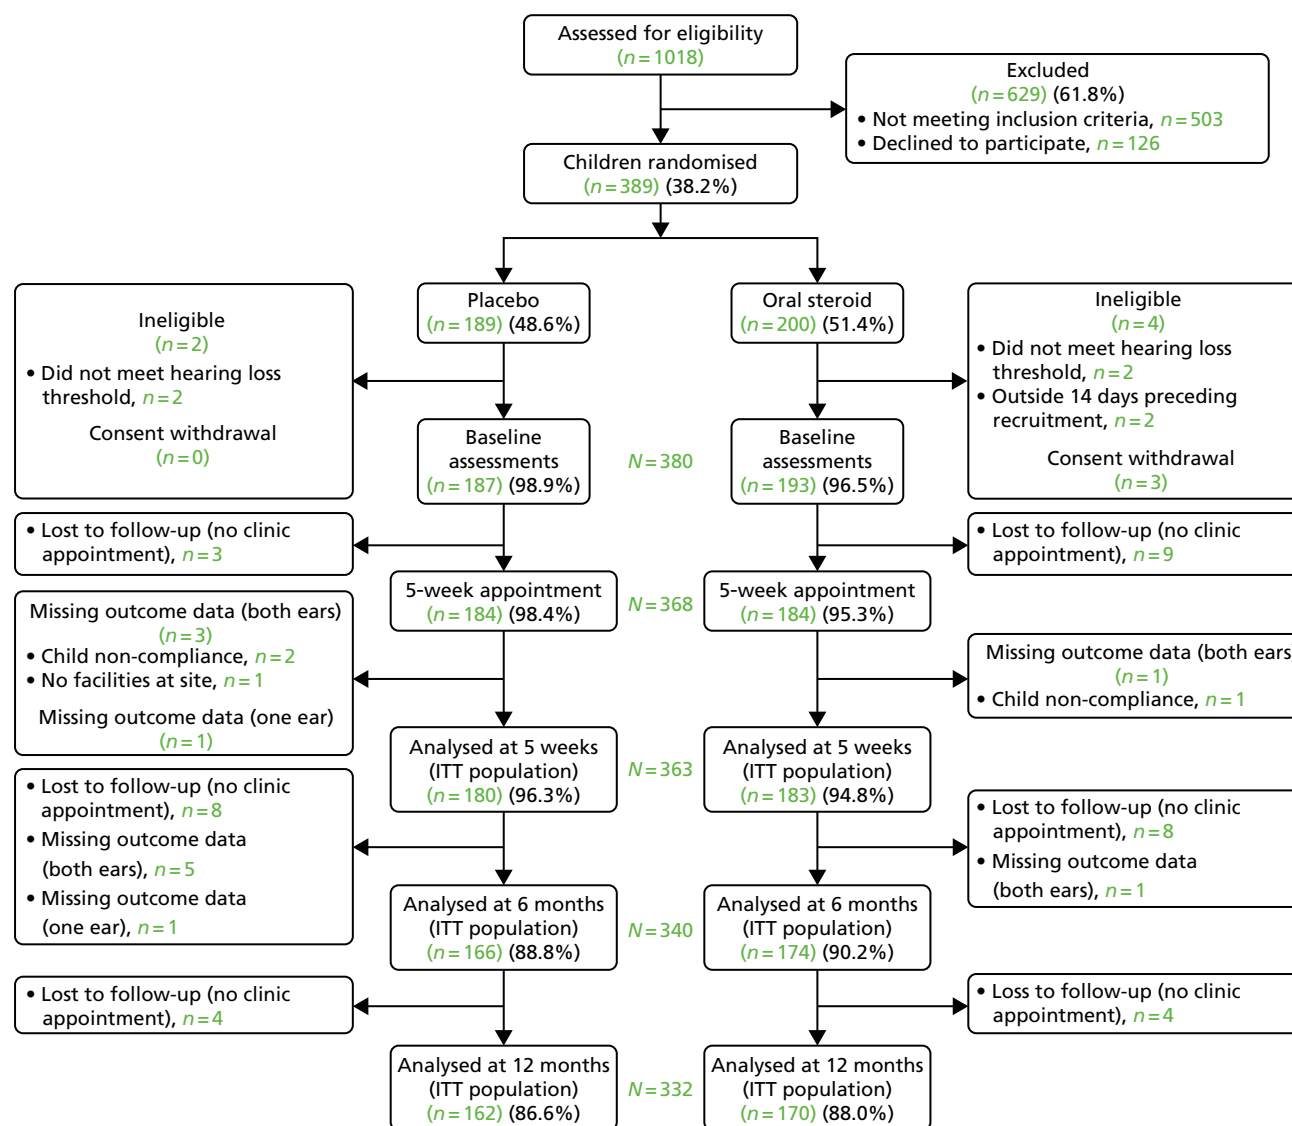 Assessed for eligibility
(n=1018)
Excluded
(n=629) (61.8%)
• Not meeting inclusion criteria, n=503
• Declined to participate, n=126
Children randomised
(n=389) (38.2%)
Placebo
(n=189) (48.6%)
Oral steroid
(n=200) (51.4%)
Ineligible
(n=2)
• Did not meet hearing loss
threshold, n=2
Consent withdrawal
(n=0)
Ineligible
(n=4)
• Did not meet hearing loss
threshold, n=2
• Outside 14 days preceding
recruitment, n=2
Consent withdrawal
(n=3)
Baseline
assessments
(n=187) (98.9%)
N=380
Baseline
assessments
(n=193) (96.5%)
• Lost to follow-up (no clinic
appointment), n=3
• Lost to follow-up (no clinic
appointment), n=9
5-week appointment
(n=184) (98.4%)
N=368
5-week appointment
(n=184) (95.3%)
Missing outcome data (both ears)
(n=3)
• Child non-compliance, n=2
• No facilities at site, n=1
Missing outcome data (one ear)
(n=1)
Missing outcome data (both ears)
(n=1)
• Child non-compliance, n=1
Analysed at 5 weeks
(ITT population)
(n=180) (96.3%)
N=363
Analysed at 5 weeks
(ITT population)
(n=183) (94.8%)
• Lost to follow-up (no clinic
appointment), n=8
• Missing outcome data
(both ears), n=5
• Missing outcome data
(one ear), n=1
• Lost to follow-up (no clinic
appointment), n=8
• Missing outcome data
(both ears), n=1
Analysed at 6 months
(ITT population)
(n=166) (88.8%)
N=340
Analysed at 6 months
(ITT population)
(n=174) (90.2%)
• Lost to follow-up (no clinic
appointment), n=4
• Loss to follow-up (no clinic
appointment), n=4
Analysed at 12 months
(ITT population)
(n=162) (86.6%)
N=332
Analysed at 12 months
(ITT population)
(n=170) (88.0%)